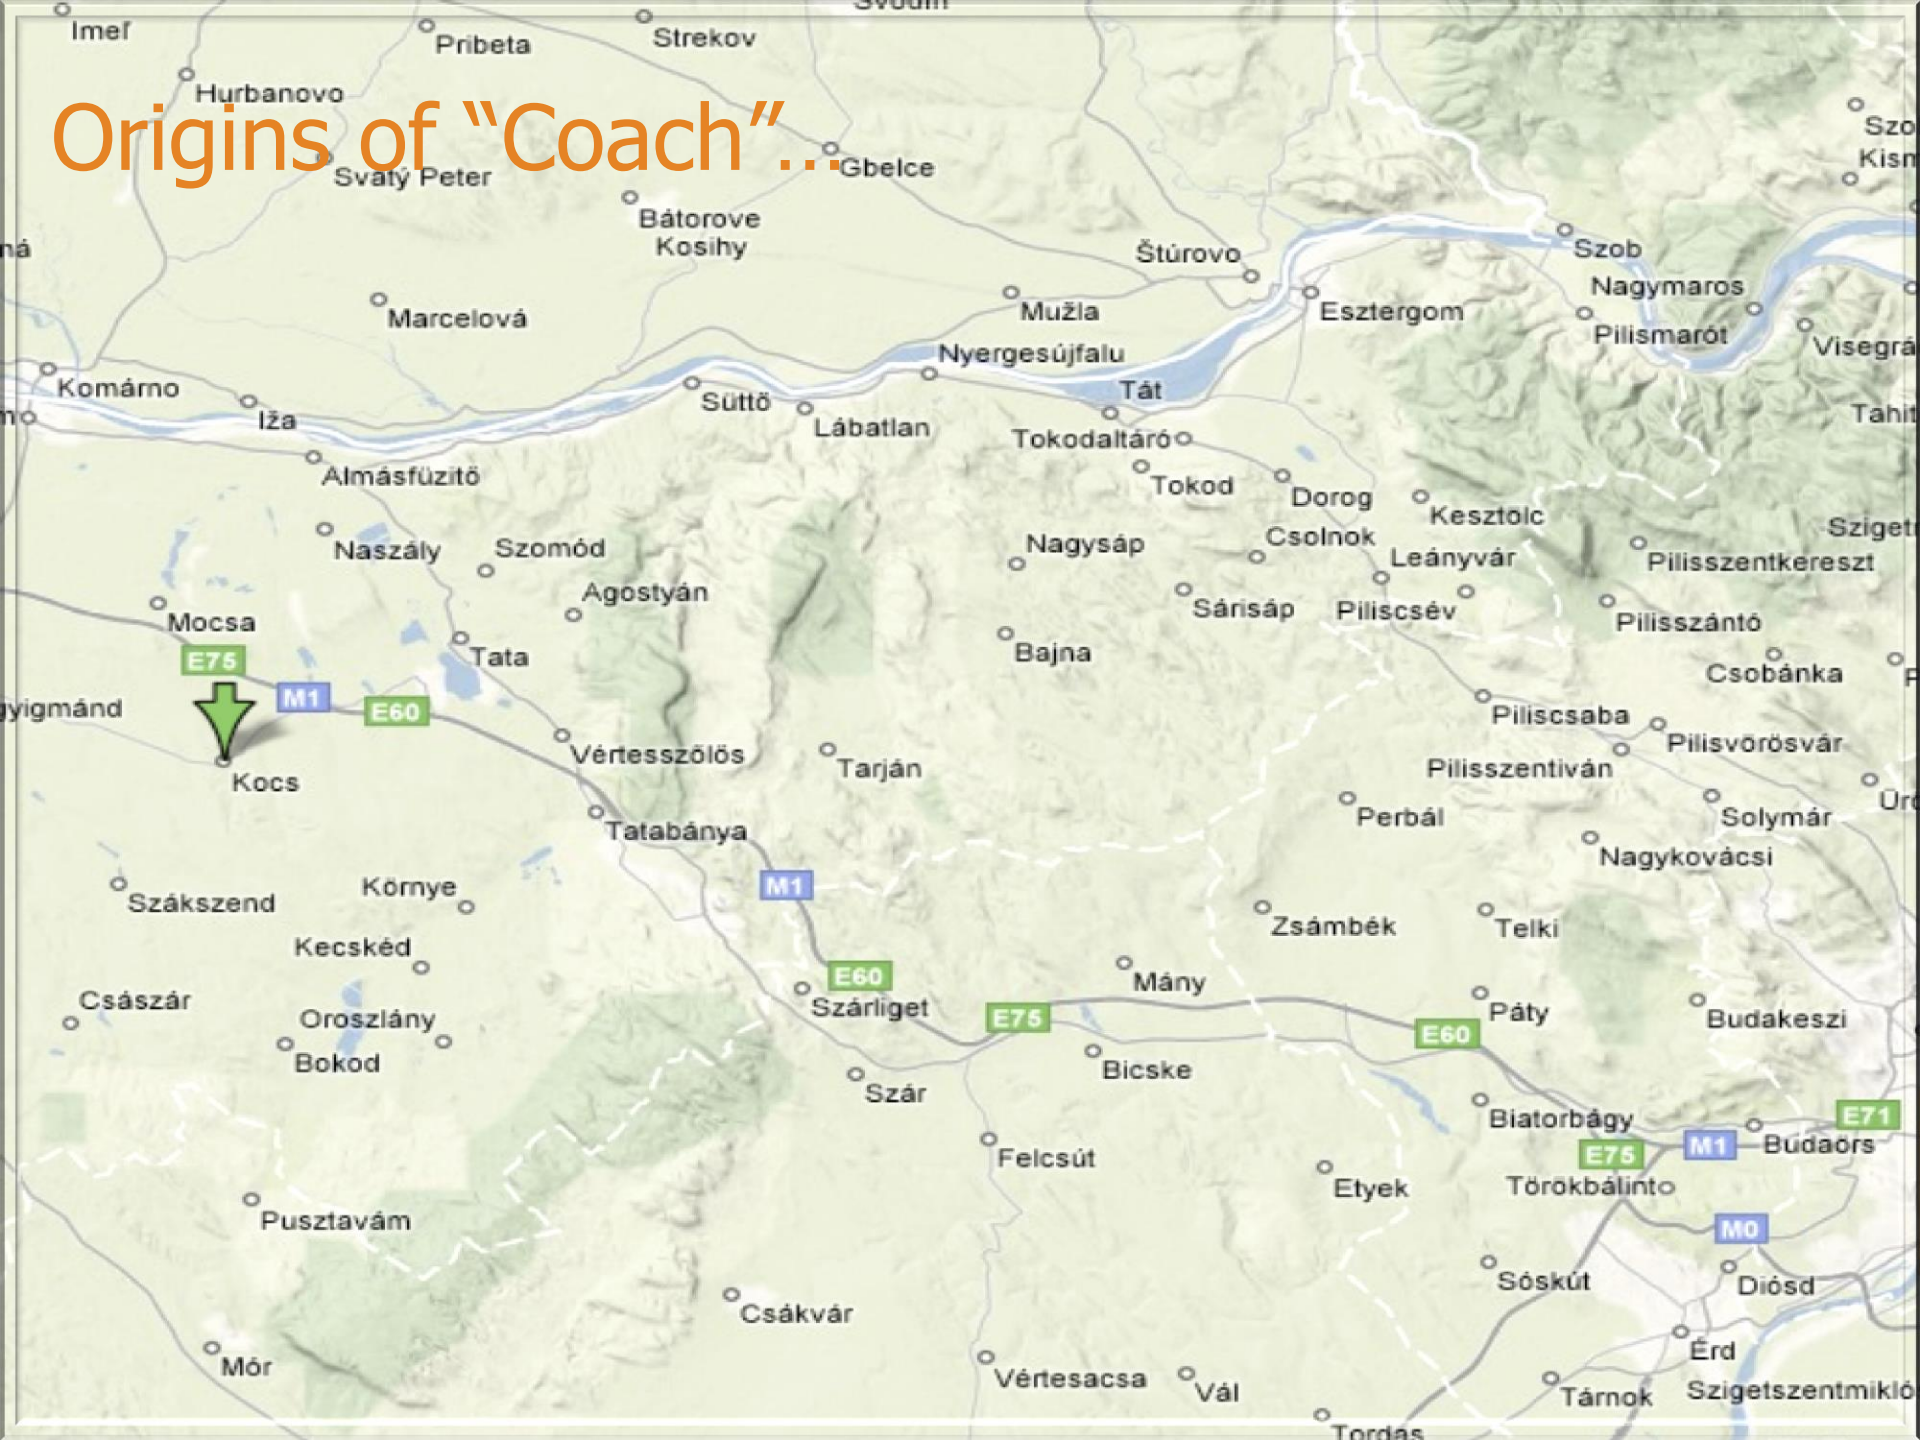 Svodín
Imeľ
Pribeta
Strekov
Hurbanovo
Origins of “Coach”...
Svätý Peter
Gbelce
Bátorove
Kosihy
Štúrovo
Szob
Nagymaros
Marcelová
Mužla
Esztergom
Pilismarót
Nyergesújfalu
Komárno
Iža
Süttő
Lábatlan
Tát
Tokodaltáró
Almásfüzitő
Tokod
Dorog
Kesztölc
Naszály
Szomód
Nagysáp
Csolnok
Leányvár
Pilisszentkereszt
Agostyán
Sárisáp
Piliscsév
Mocsa
Pilisszántó
E75
Tata
Bajna
Csobánka
M1
E60
gyigmánd
Piliscsaba
Kocs
Vértesszőlős
Tarján
Pilisvörösvár
Pilisszentiván
Perbál
Solymár
Tatabánya
Nagykovácsi
M1
Szákszend
Környe
Zsámbék
Telki
Kecskéd
E60
Mány
Császár
Szárliget
E75
Páty
Budakeszi
Oroszlány
E60
Bokod
Bicske
Szár
Biatorbágy
E71
Felcsút
E75
M1
Budaörs
Etyek
Törökbálint
Pusztavám
M0
Sóskút
Diósd
Csákvár
Mór
Érd
Vértesacsa
Vál
Tárnok
Szigetszentmikló
Tordas